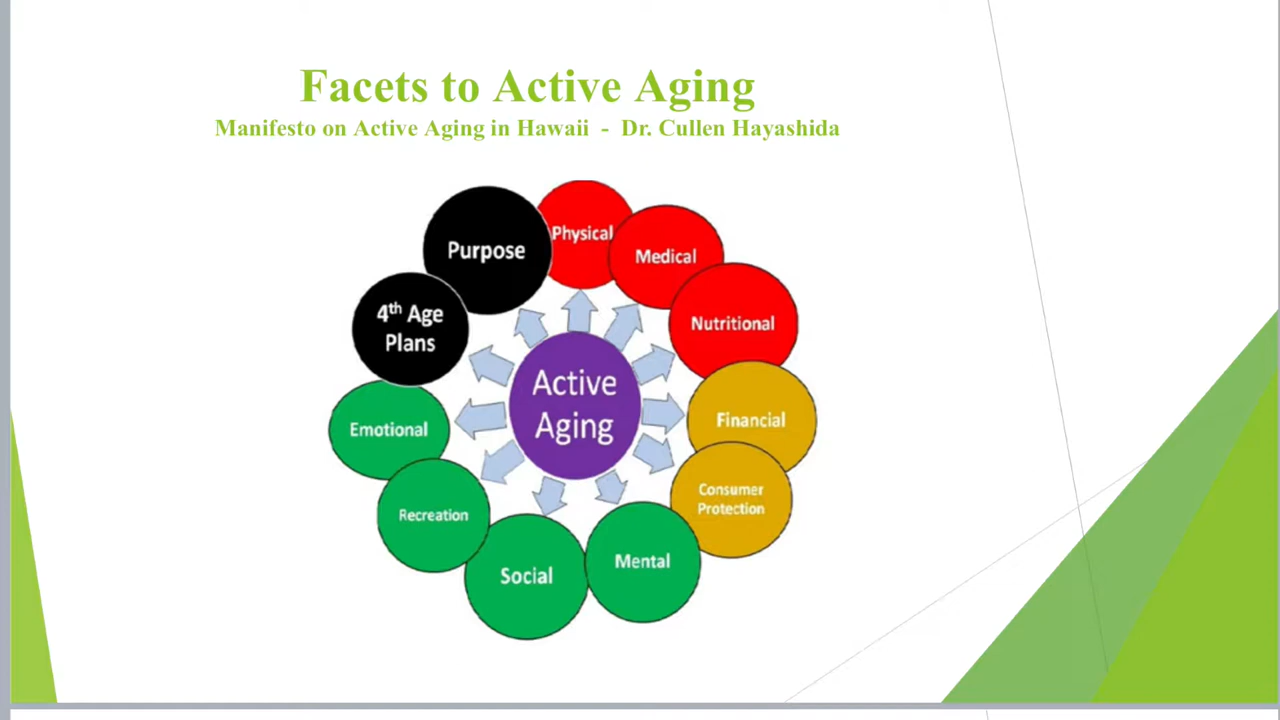 Facets to Active Aging
Manifesto on Active Aging in Hawaii - Dr. Cullen Hayashida
Purpose
Physical
Medical
Nutritional
Financial
Consumer
Protection
Mental
Social
Recreation
Emotional
4th Age
Plans
Active
Aging